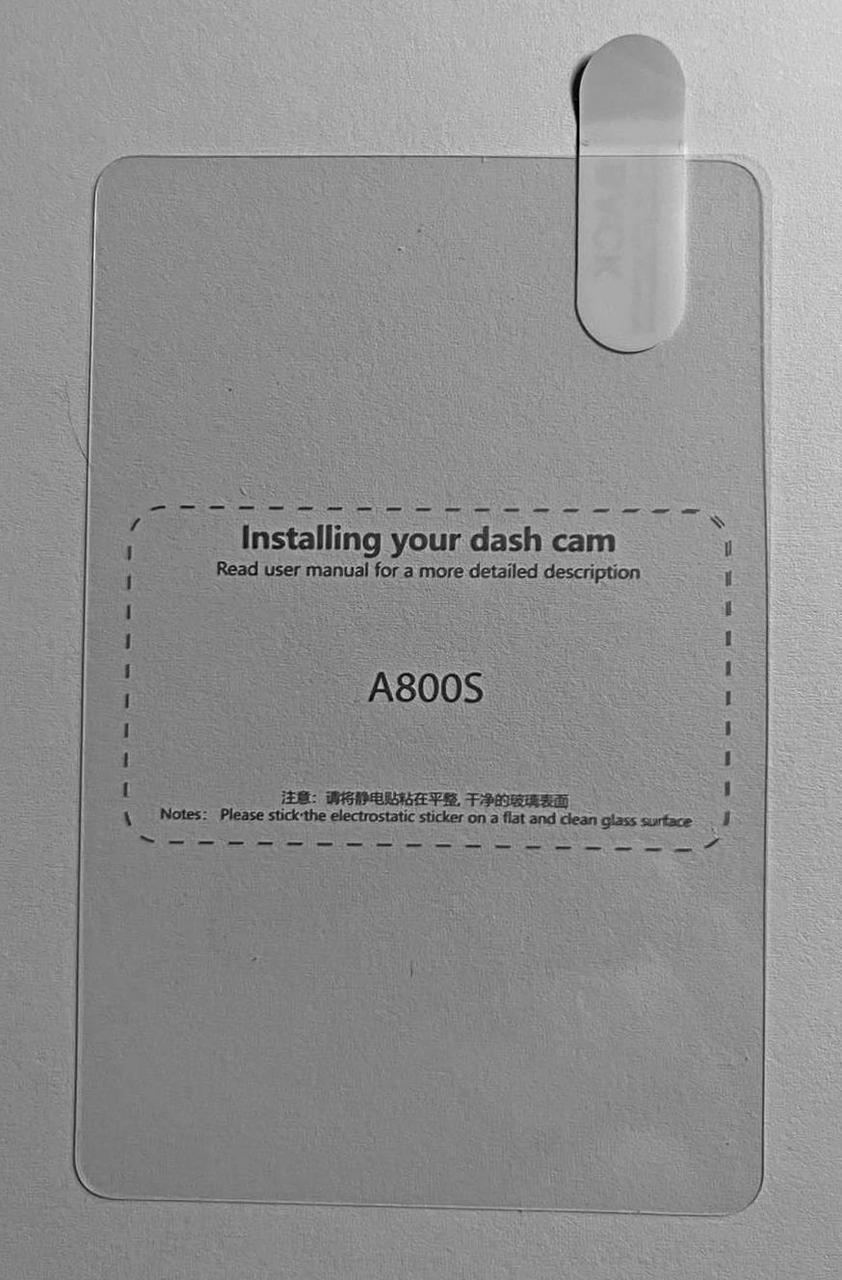 BACK
Installing your dash cam
Read user manual for a more detailed description
A800S
注意：请将静电贴粘在平整, 干净的玻璃表面
Notes: Please stick the electrostatic sticker on a flat and clean glass surface